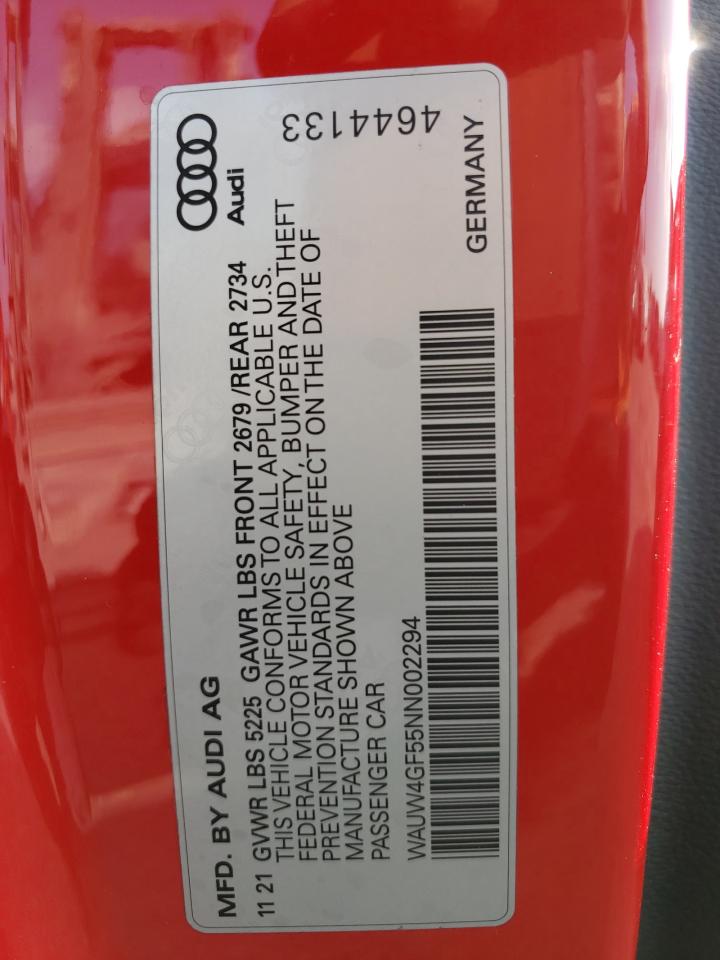 MFD. BY AUDI AG
Audi
11 21 GVWR LBS 5225 GAWR LBS FRONT 2679 /REAR 2734
THIS VEHICLE CONFORMS TO ALL APPLICABLE U.S.
FEDERAL MOTOR VEHICLE SAFETY, BUMPER AND THEFT
PREVENTION STANDARDS IN EFFECT ON THE DATE OF
MANUFACTURE SHOWN ABOVE
PASSENGER CAR
4644133
WAUW4GF55NN002294
GERMANY